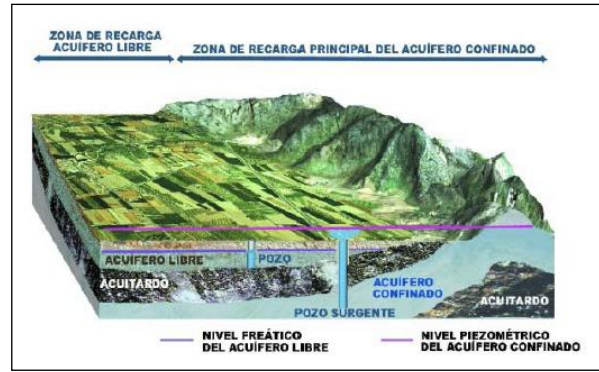 ZONA DE RECARGA
ACUÍFERO LIBRE
ZONA DE RECARGA PRINCIPAL DEL ACUÍFERO CONFINADO
ACUÍFERO LIBRE
POZO
ACUITARDO
ACUÍFERO
CONFINADO
ACUITARDO
POZO SURGENTE
NIVEL FREÁTICO
DEL ACUÍFERO LIBRE
NIVEL PIEZOMÉTRICO
DEL ACUÍFERO CONFINADO